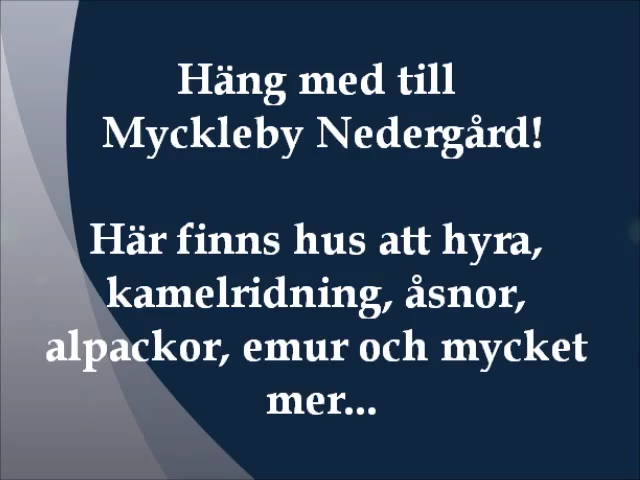 Häng med till
Myckleby Nedergård!
Här finns hus att hyra,
kamelridning, åsnor,
alpackor, emur och mycket
mer...